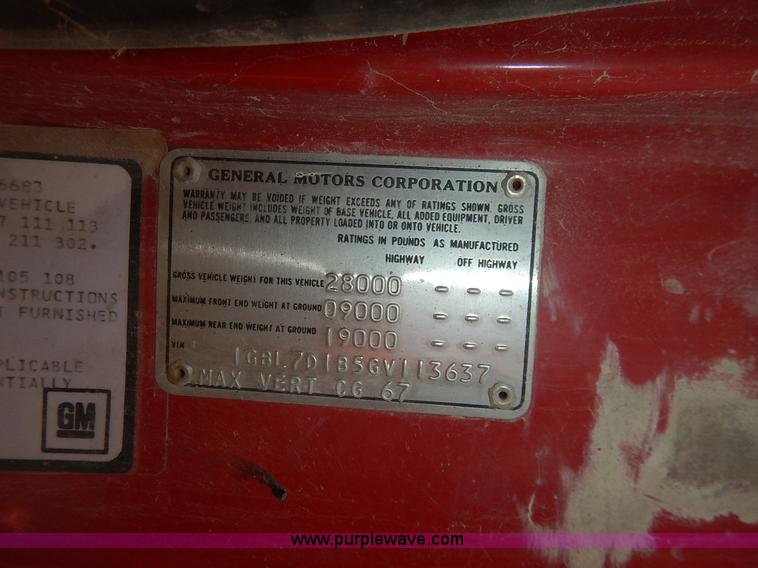 6683
VEHICLE
7 111 113
211 302.
105 108
NSTRUCTIONS
T FURNISHED
PLICABLE
NTIALLY
GM
GENERAL MOTORS CORPORATION
WARRANTY MAY BE VOIDED IF WEIGHT EXCEEDS ANY OF RATINGS SHOWN. GROSS
VEHICLE WEIGHT INCLUDES WEIGHT OF BASE VEHICLE, ALL ADDED EQUIPMENT, DRIVER
AND PASSENGERS, AND ALL PROPERTY LOADED INTO OR ONTO VEHICLE.
RATINGS IN POUNDS AS MANUFACTURED
HIGHWAY OFF HIGHWAY
GROSS VEHICLE WEIGHT FOR THIS VEHICLE 28000 - - -
MAXIMUM FRONT END WEIGHT AT GROUND 09000 - - -
MAXIMUM REAR END WEIGHT AT GROUND 19000 - - -
VIN 1G8L7D1B5GV113637
MAX VERT CG 67
www.purplewave.com